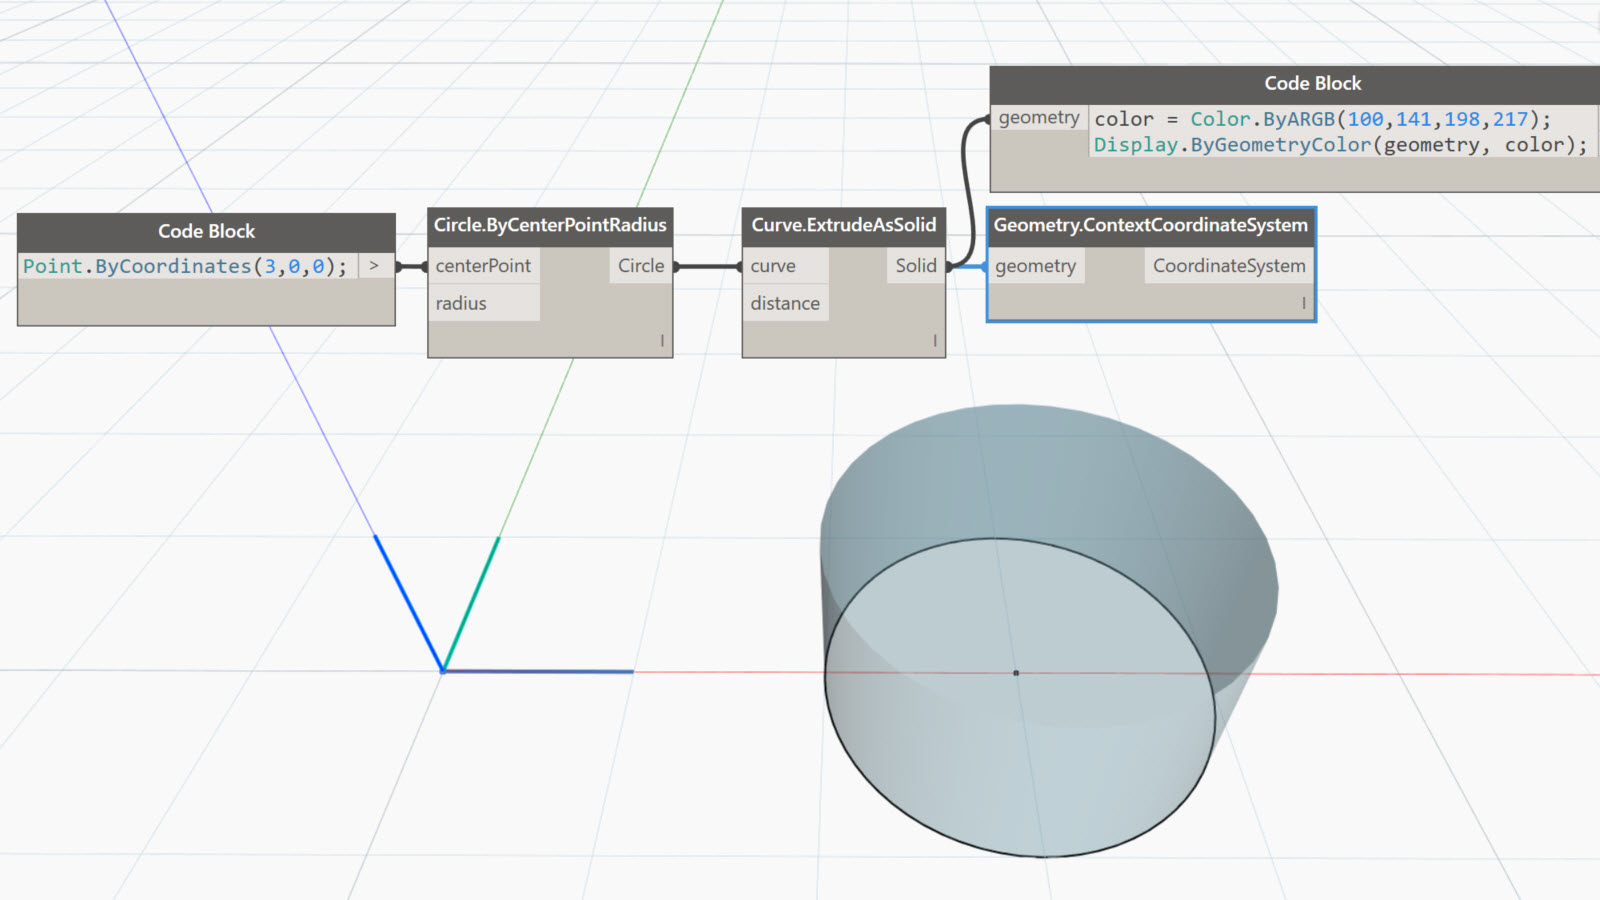 Code Block
geometry
color = Color.ByARGB(100,141,198,217);
Display.ByGeometryColor(geometry, color);
Code Block
Point.ByCoordinates(3,0,0);
>
Circle.ByCenterPointRadius
centerPoint
Circle
radius
Curve.ExtrudeAsSolid
curve
Solid
distance
Geometry.ContextCoordinateSystem
geometry
CoordinateSystem